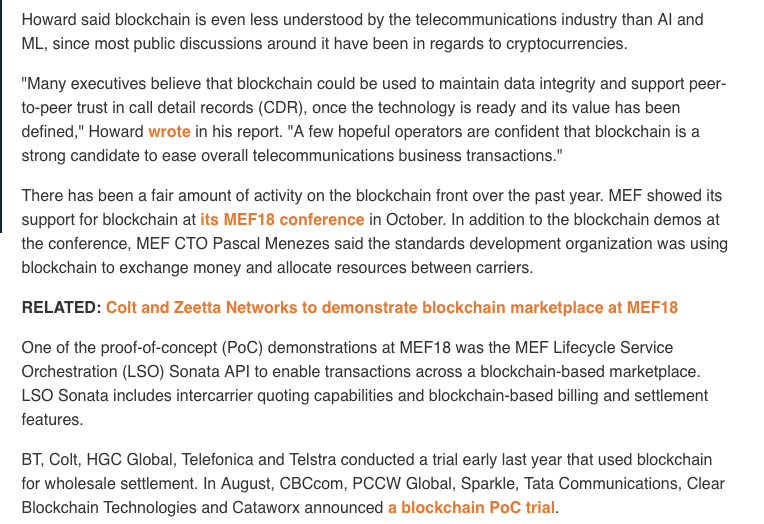 Howard said blockchain is even less understood by the telecommunications industry than AI and
ML, since most public discussions around it have been in regards to cryptocurrencies.
"Many executives believe that blockchain could be used to maintain data integrity and support peer-
to-peer trust in call detail records (CDR), once the technology is ready and its value has been
defined," Howard wrote in his report. "A few hopeful operators are confident that blockchain is a
strong candidate to ease overall telecommunications business transactions."
There has been a fair amount of activity on the blockchain front over the past year. MEF showed its
support for blockchain at its MEF18 conference in October. In addition to the blockchain demos at
the conference, MEF CTO Pascal Menezes said the standards development organization was using
blockchain to exchange money and allocate resources between carriers.
RELATED: Colt and Zeetta Networks to demonstrate blockchain marketplace at MEF18
One of the proof-of-concept (PoC) demonstrations at MEF18 was the MEF Lifecycle Service
Orchestration (LSO) Sonata API to enable transactions across a blockchain-based marketplace.
LSO Sonata includes intercarrier quoting capabilities and blockchain-based billing and settlement
features.
BT, Colt, HGC Global, Telefonica and Telstra conducted a trial early last year that used blockchain
for wholesale settlement. In August, CBCcom, PCCW Global, Sparkle, Tata Communications, Clear
Blockchain Technologies and Cataworx announced a blockchain PoC trial.